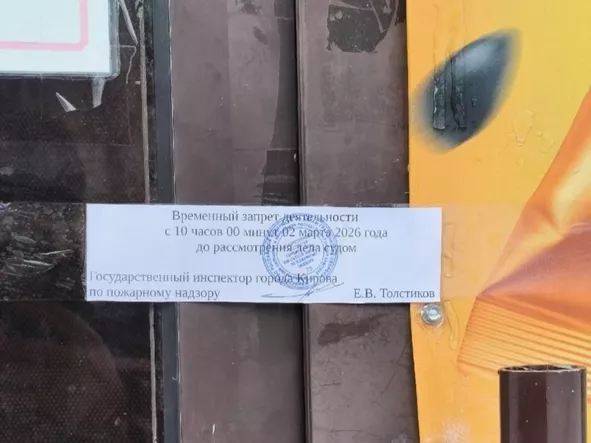 Временный запрет деятельности
с 10 часов 00 минут 02 марта 2026 года
до рассмотрения дела судом
Государственный инспектор города Кирова
по пожарному надзору Е.В. Толстиков